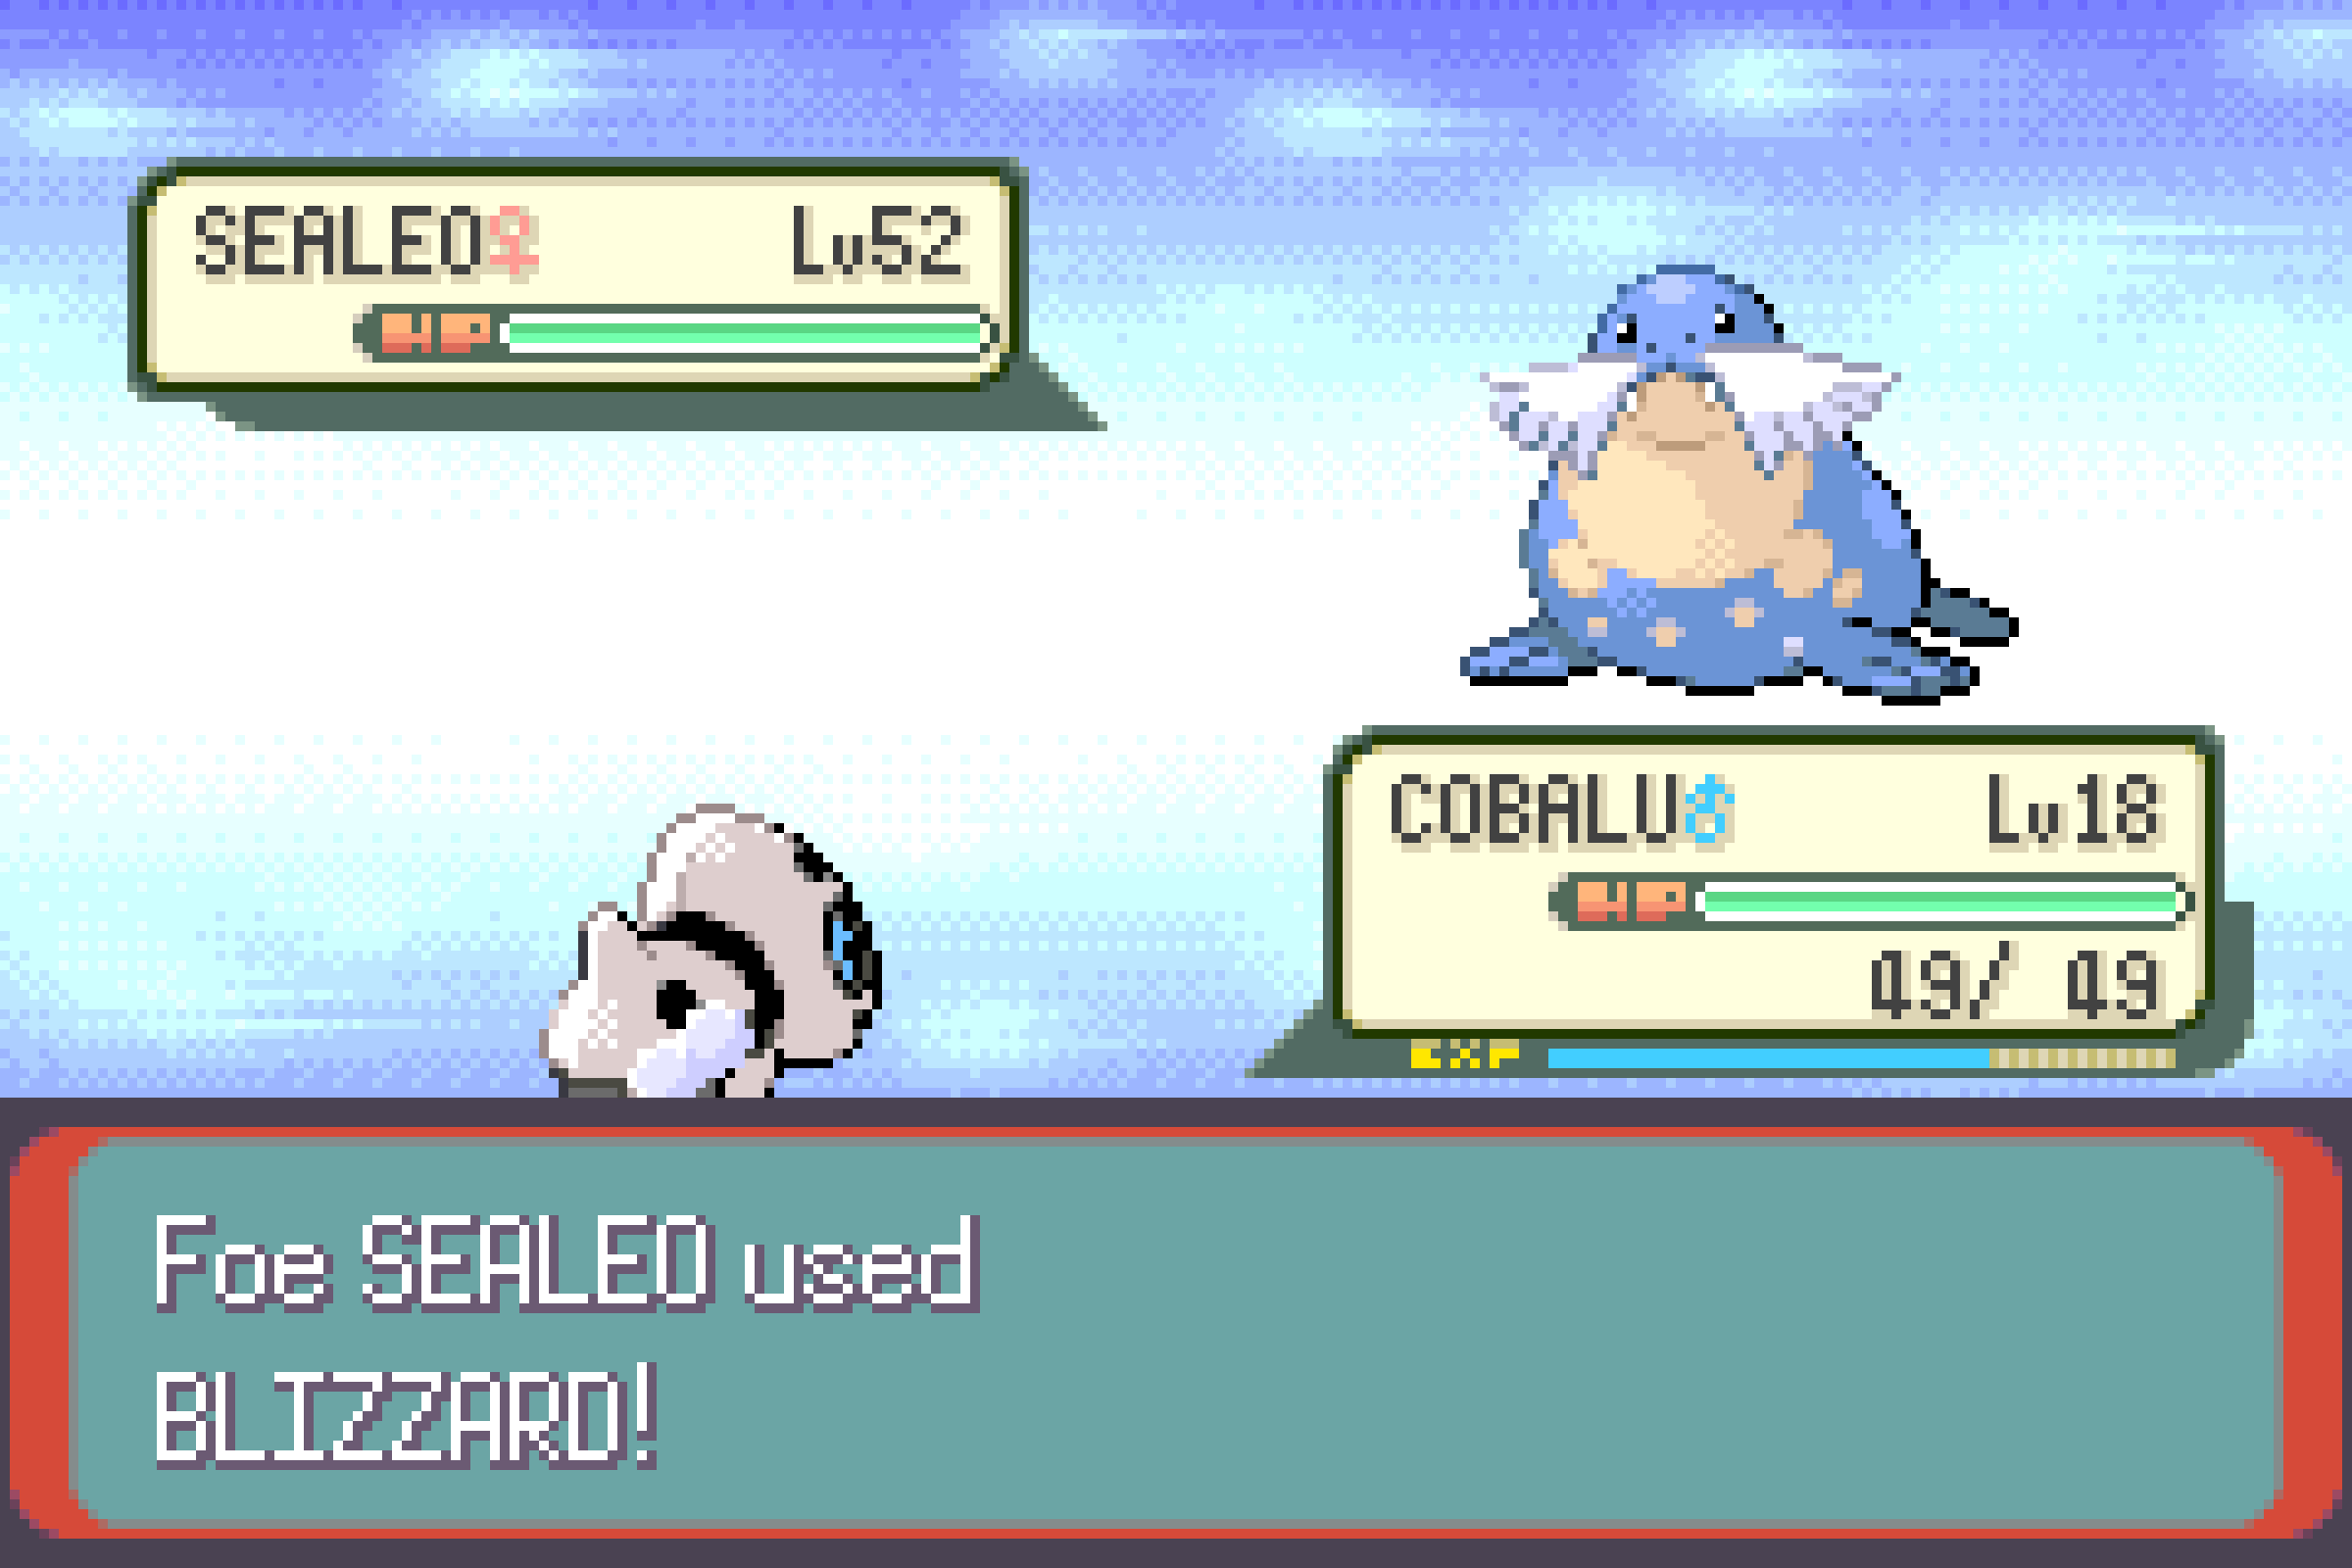 SEALEO♀ Lv52
HP
COBALU♂ Lv18
HP
49/ 49
EXP
Foe SEALEO used
BLIZZARD!